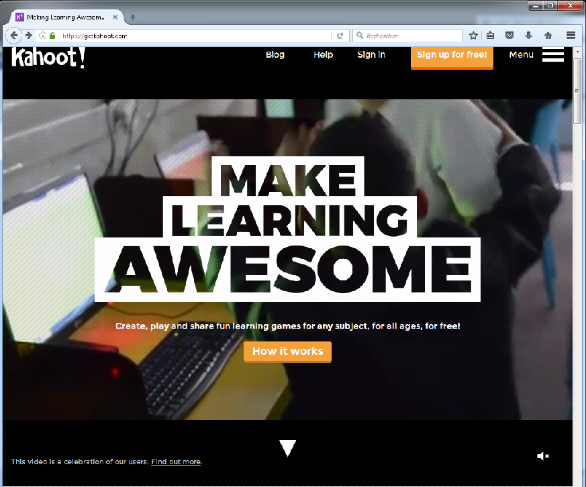 Making Learning Awesom...
https://getkahoot.com
Rechercher
Kahoot!
Blog
Help
Sign in
Sign up for free!
Menu
MAKE
LEARNING
AWESOME
Create, play and share fun learning games for any subject, for all ages, for free!
How it works
This video is a celebration of our users. Find out more.